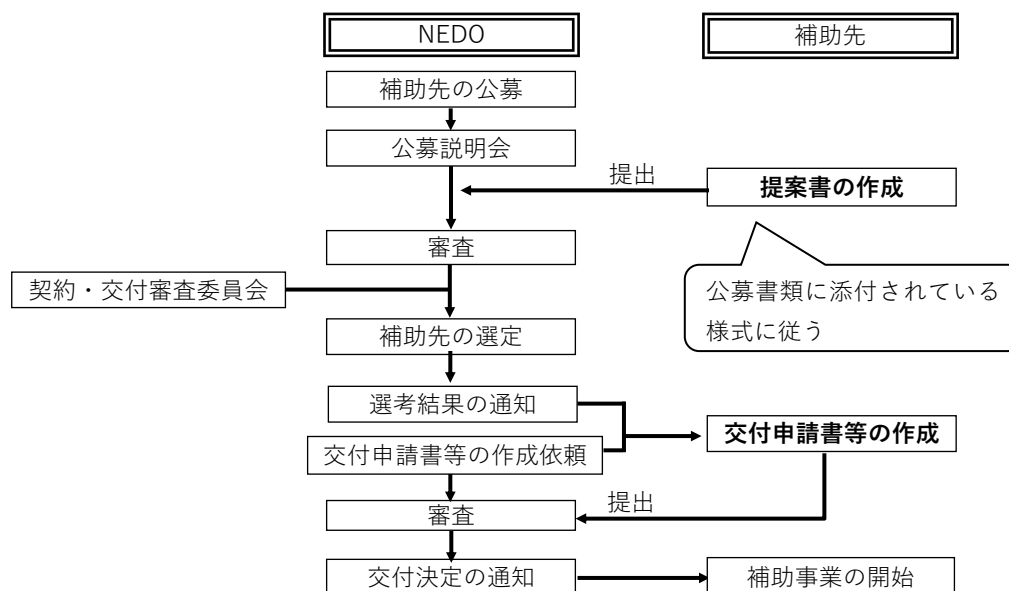 NEDO
補助先
補助先の公募
公募説明会
提出
提案書の作成
審査
契約・交付審査委員会
公募書類に添付されている
様式に従う
補助先の選定
選考結果の通知
交付申請書等の作成依頼
交付申請書等の作成
提出
審査
交付決定の通知
補助事業の開始